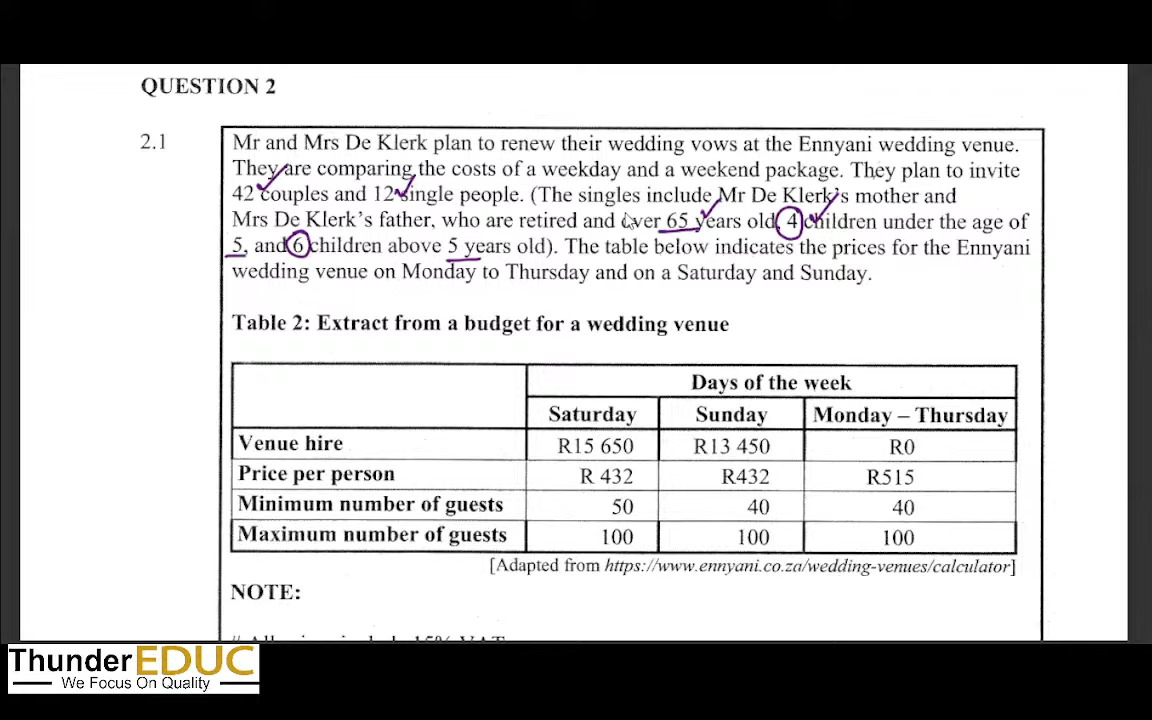 QUESTION 2
2.1
Mr and Mrs De Klerk plan to renew their wedding vows at the Ennyani wedding venue.
They are comparing the costs of a weekday and a weekend package. They plan to invite
42 couples and 12 single people. (The singles include Mr De Klerk's mother and
Mrs De Klerk's father, who are retired and over 65 years old, 4 children under the age of
5, and 6 children above 5 years old). The table below indicates the prices for the Ennyani
wedding venue on Monday to Thursday and on a Saturday and Sunday.
Table 2: Extract from a budget for a wedding venue
Days of the week
Saturday Sunday Monday – Thursday
Venue hire R15 650 R13 450 R0
Price per person R 432 R432 R515
Minimum number of guests 50 40 40
Maximum number of guests 100 100 100
[Adapted from https://www.ennyani.co.za/wedding-venues/calculator]
NOTE:
ThunderEDUC
We Focus On Quality